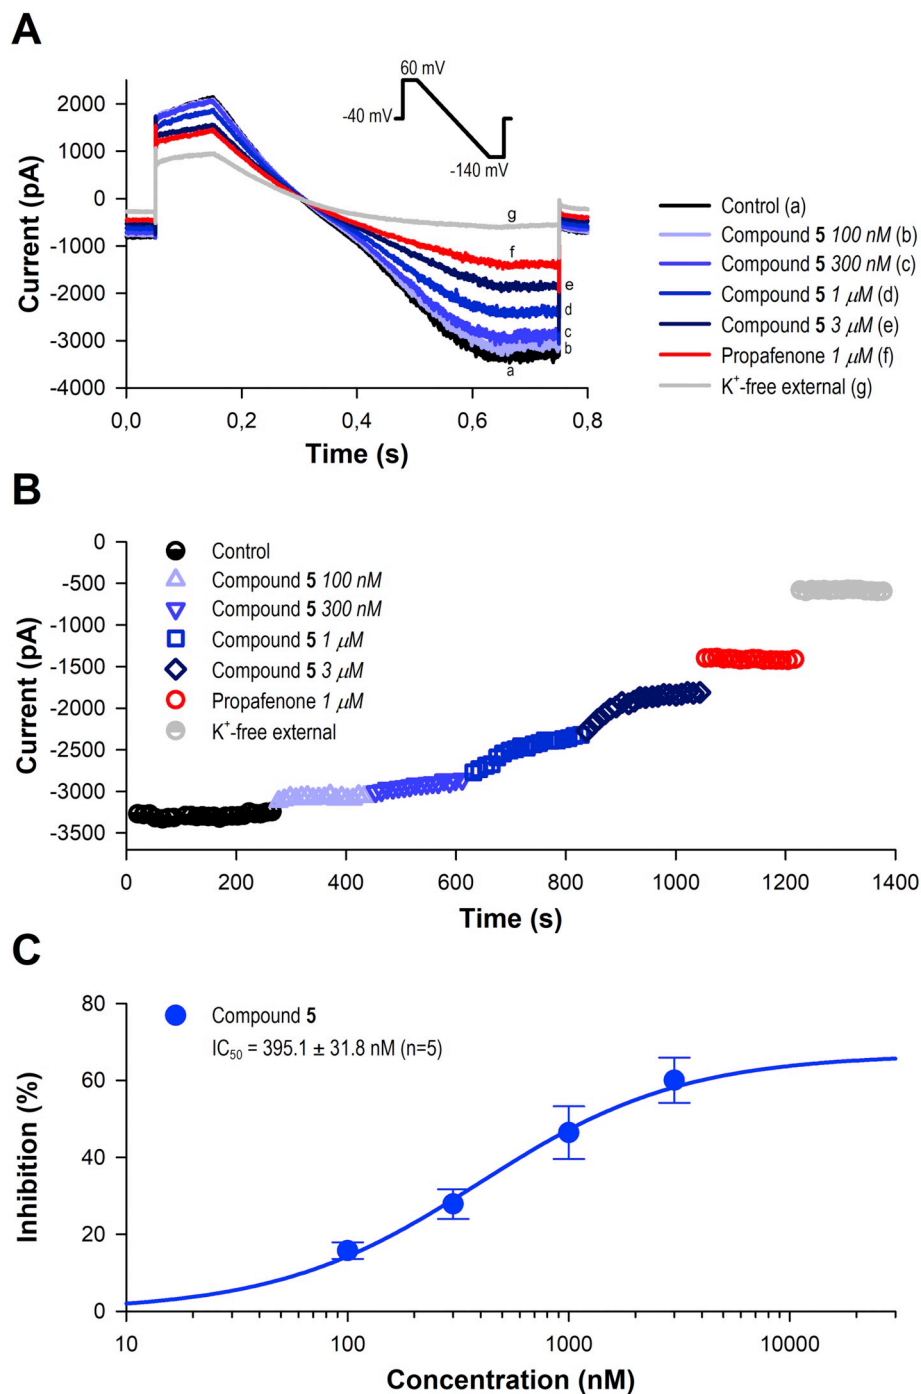 A
60 mV
-40 mV
-140 mV
2000
1000
0
-1000
-2000
-3000
-4000
Current (pA)
g
f
e
d
c
b
a
0,0
0,2
0,4
0,6
0,8
Time (s)
Control (a)
Compound 5 100 nM (b)
Compound 5 300 nM (c)
Compound 5 1 µM (d)
Compound 5 3 µM (e)
Propafenone 1 µM (f)
K⁺-free external (g)
B
0
-500
-1000
-1500
-2000
-2500
-3000
-3500
Current (pA)
Control
Compound 5 100 nM
Compound 5 300 nM
Compound 5 1 µM
Compound 5 3 µM
Propafenone 1 µM
K⁺-free external
0
200
400
600
800
1000
1200
1400
Time (s)
C
80
60
40
20
0
Inhibition (%)
Compound 5
IC₅₀ = 395.1 ± 31.8 nM (n=5)
10
100
1000
10000
Concentration (nM)